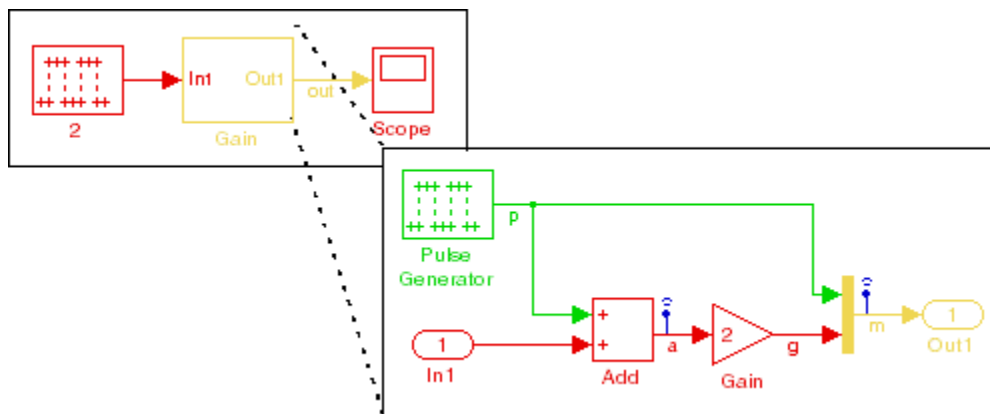 In1
Out1
out
2
Gain
Scope
p
Pulse
Generator
+
+
1
In1
a
Add
2
Gain
g
m
1
Out1